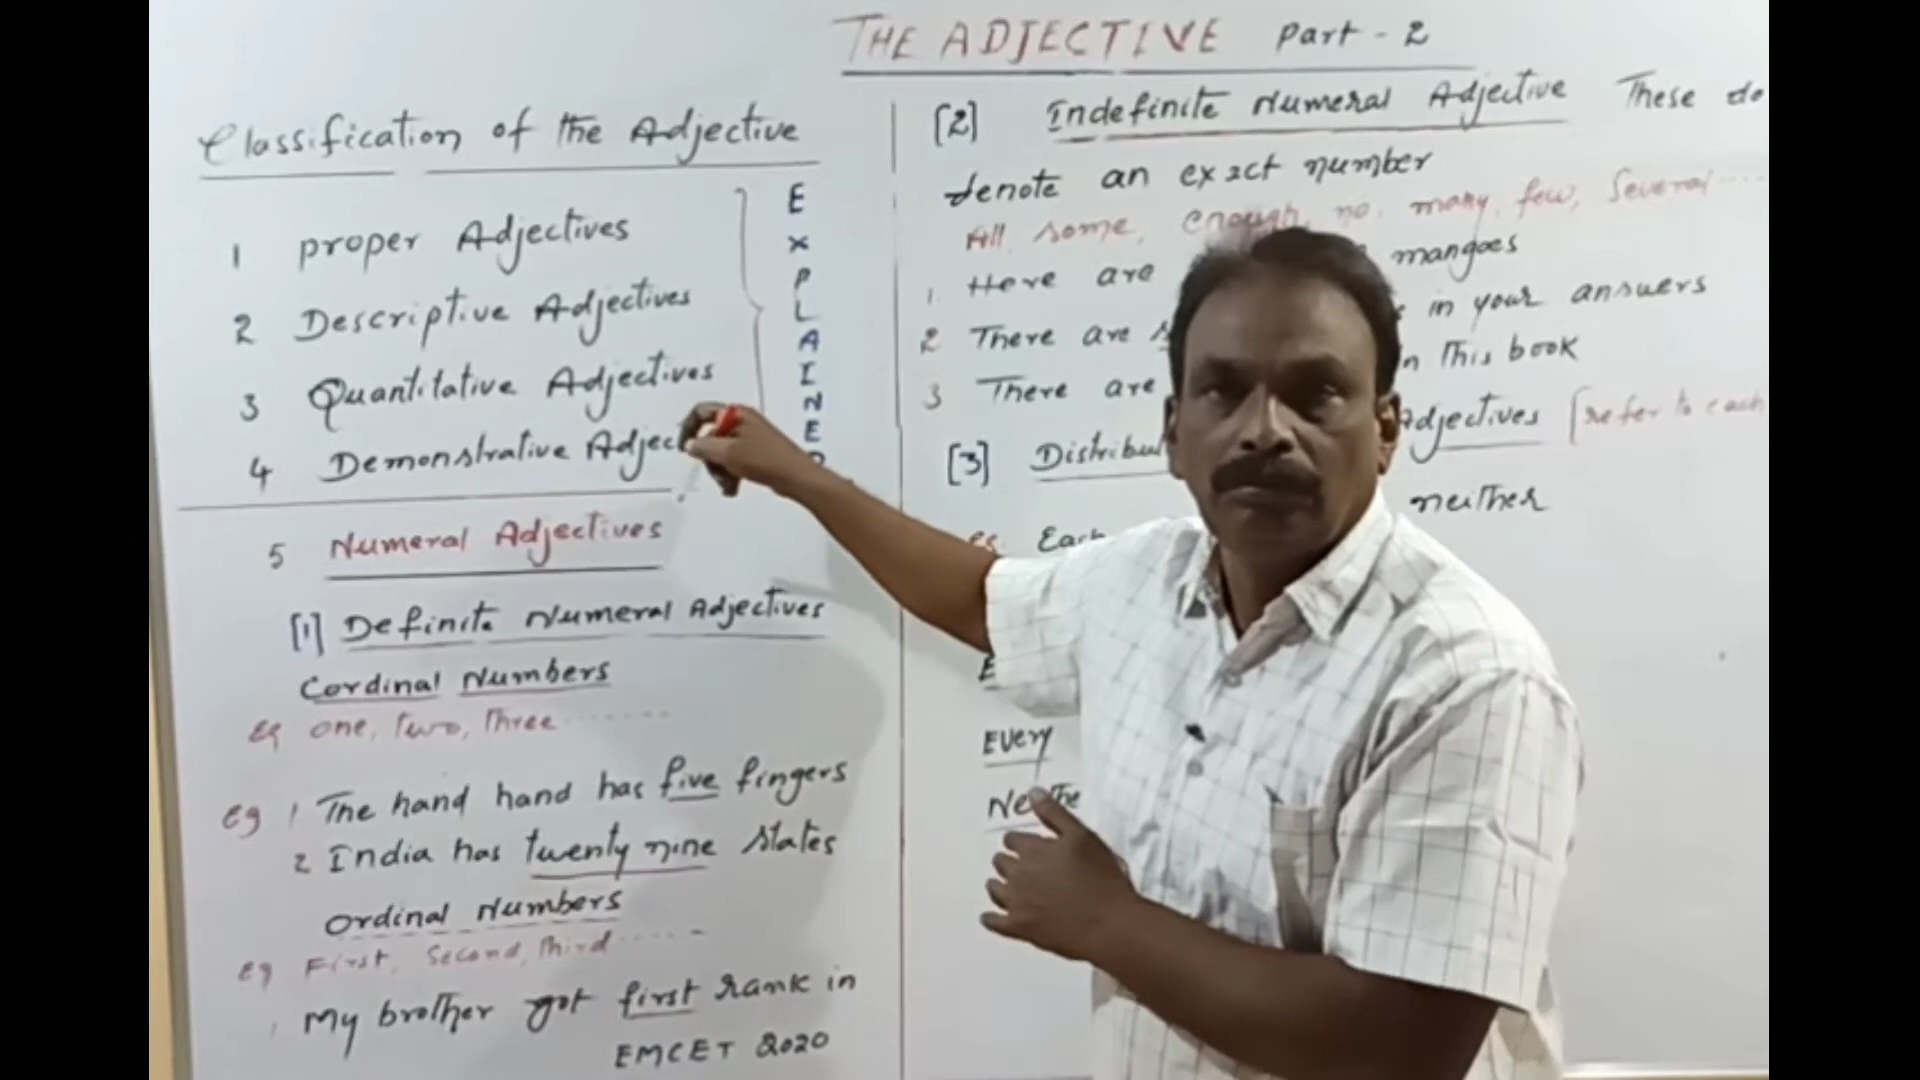 THE ADJECTIVE Part - 2
Classification of the Adjective
1 Proper Adjectives
2 Descriptive Adjectives
3 Quantitative Adjectives
4 Demonstrative Adjec
EXPLAINE
5 Numeral Adjectives
[1] Definite Numeral Adjectives
Cordinal Numbers
Eg one, two, three .......
Eg 1 The hand hand has five fingers
2 India has twenty nine states
Ordinal Numbers
Eg First, Second, Third ......
1 My brother got first rank in
EMCET 2020
[2] Indefinite Numeral Adjective These do
denote an exact number
All some, enough, no, many, few, Several ....
1. Here are mangoes
2 There are in your answers
3 There are in this book
[3] Distribut Adjectives [refer to each
eg Each neither
Every
Neithe